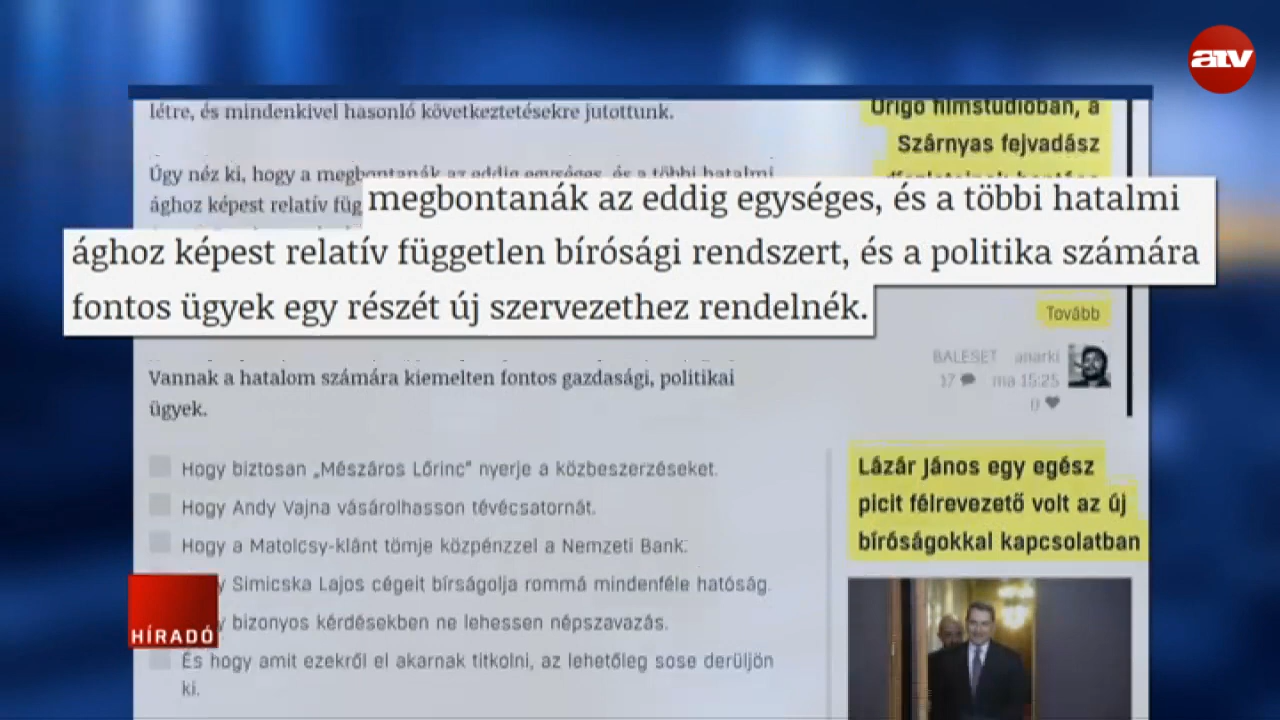 atv
létre, és mindenkivel hasonló következtetésekre jutottunk.
Úgy néz ki, hogy a megbontanák az eddig egységes, és a többi hatalmi
ághoz képest relatív füg
megbontanák az eddig egységes, és a többi hatalmi
ághoz képest relatív független bírósági rendszert, és a politika számára
fontos ügyek egy részét új szervezethez rendelnék.
Vannak a hatalom számára kiemelten fontos gazdasági, politikai
ügyek.
Hogy biztosan „Mészáros Lőrinc” nyerje a közbeszerzéseket.
Hogy Andy Vajna vásárolhasson tévécsatornát.
Hogy a Matolcsy-klánt tömje közpénzzel a Nemzeti Bank.
y Simicska Lajos cégeit bírságolja rommá mindenféle hatóság.
y bizonyos kérdésekben ne lehessen népszavazás.
És hogy amit ezekről el akarnak titkolni, az lehetőleg sose derüljön
ki.
HÍRADÓ
Origo filmstúdióban, a
Szárnyas fejvadász
Tovább
BALESET anarki
17 ma 15:25
0
Lázár János egy egész
picit félrevezető volt az új
bíróságokkal kapcsolatban